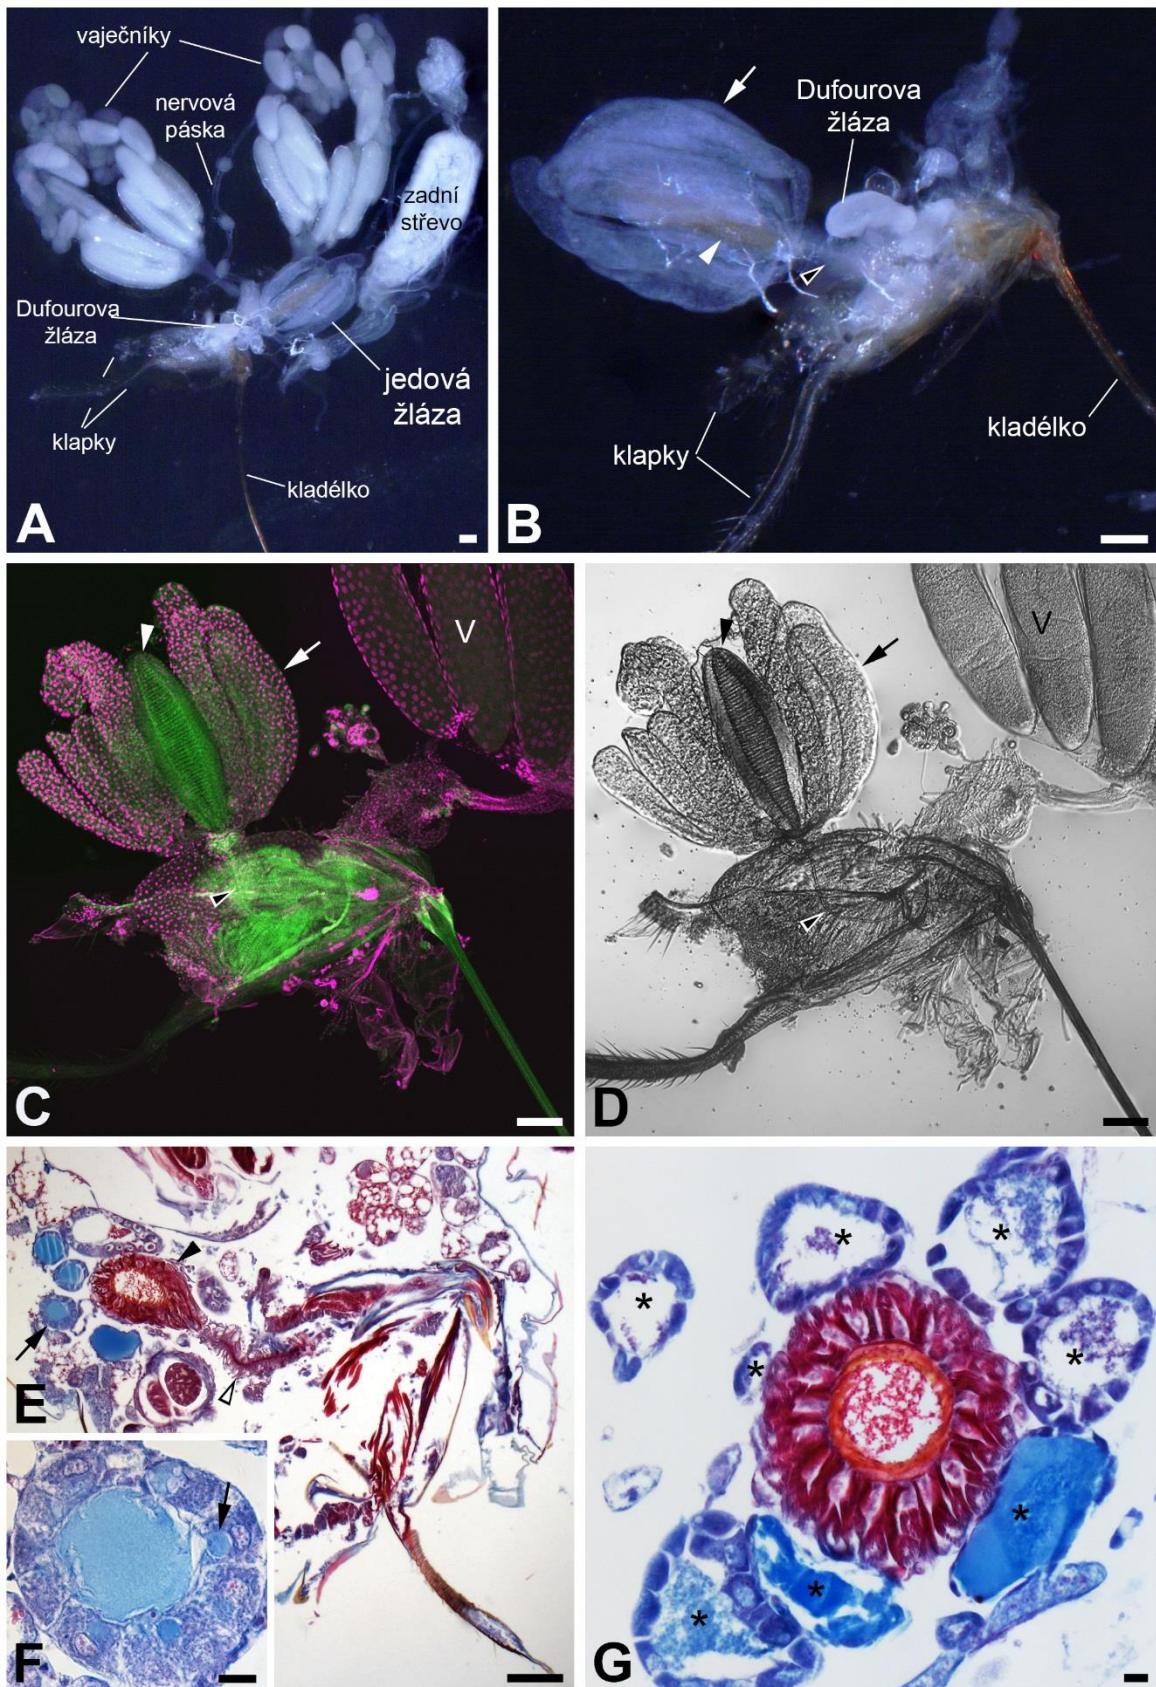 vaječníky
nervová
páska
zadní
střevo
Dufourova
žláza
jedová
žláza
klapky
kladélko
A
Dufourova
žláza
klapky
kladélko
B
V
C
V
D
E
F
*
*
*
*
*
*
*
*
G